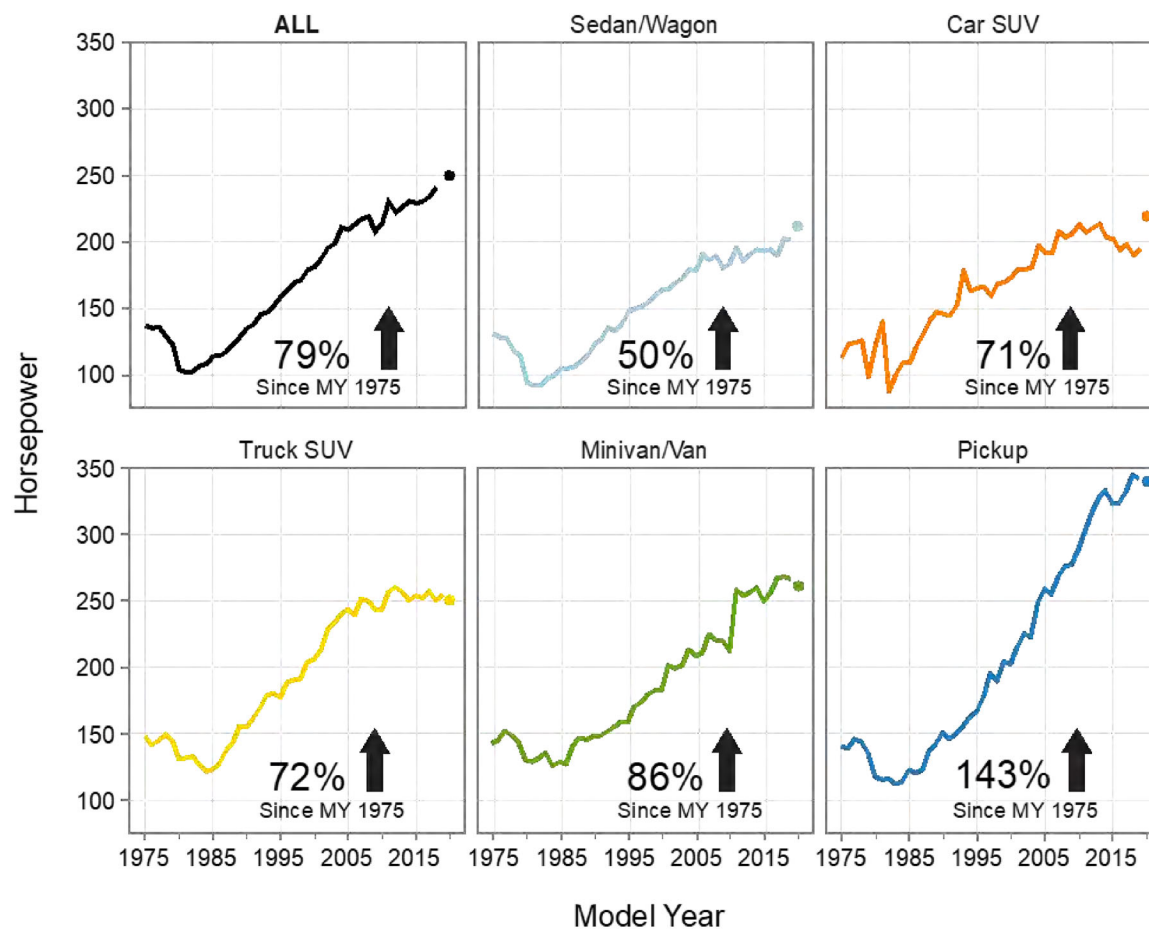 ALL Sedan/Wagon Car SUV
350
300
250
200
150
100
79% 50% 71%
Since MY 1975 Since MY 1975 Since MY 1975
Horsepower
Truck SUV Minivan/Van Pickup
350
300
250
200
150
100
72% 86% 143%
Since MY 1975 Since MY 1975 Since MY 1975
1975 1985 1995 2005 2015 1975 1985 1995 2005 2015 1975 1985 1995 2005 2015
Model Year